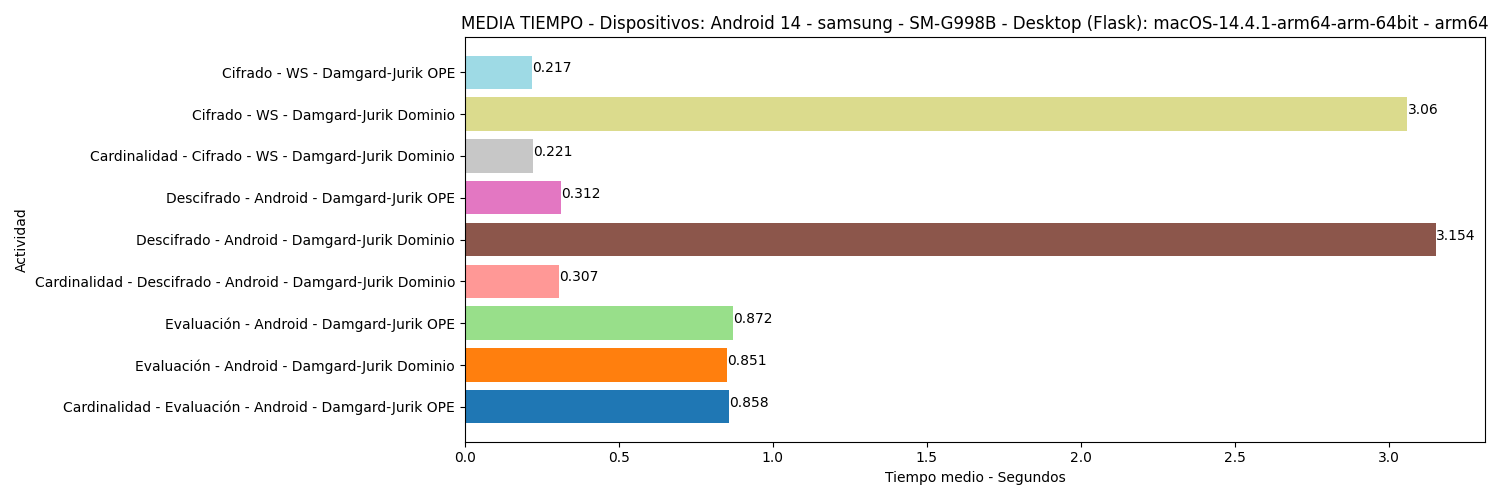 MEDIA TIEMPO - Dispositivos: Android 14 - samsung - SM-G998B - Desktop (Flask): macOS-14.4.1-arm64-arm-64bit - arm64
Actividad
Cifrado - WS - Damgard-Jurik OPE
0.217
Cifrado - WS - Damgard-Jurik Dominio
3.06
Cardinalidad - Cifrado - WS - Damgard-Jurik Dominio
0.221
Descifrado - Android - Damgard-Jurik OPE
0.312
Descifrado - Android - Damgard-Jurik Dominio
3.154
Cardinalidad - Descifrado - Android - Damgard-Jurik Dominio
0.307
Evaluación - Android - Damgard-Jurik OPE
0.872
Evaluación - Android - Damgard-Jurik Dominio
0.851
Cardinalidad - Evaluación - Android - Damgard-Jurik OPE
0.858
0.0 0.5 1.0 1.5 2.0 2.5 3.0
Tiempo medio - Segundos